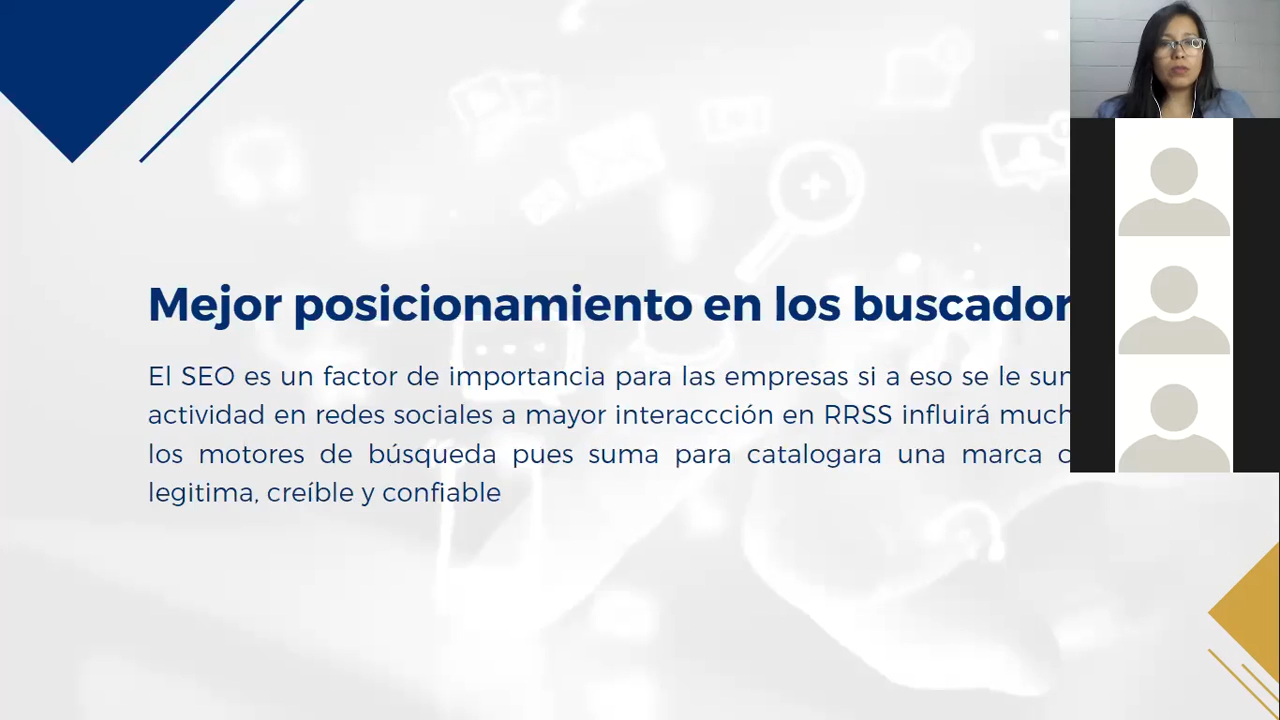 Mejor posicionamiento en los buscador
El SEO es un factor de importancia para las empresas si a eso se le
actividad en redes sociales a mayor interaccción en RRSS influirá
los motores de búsqueda pues suma para catalogara una marca
legitima, creíble y confiable